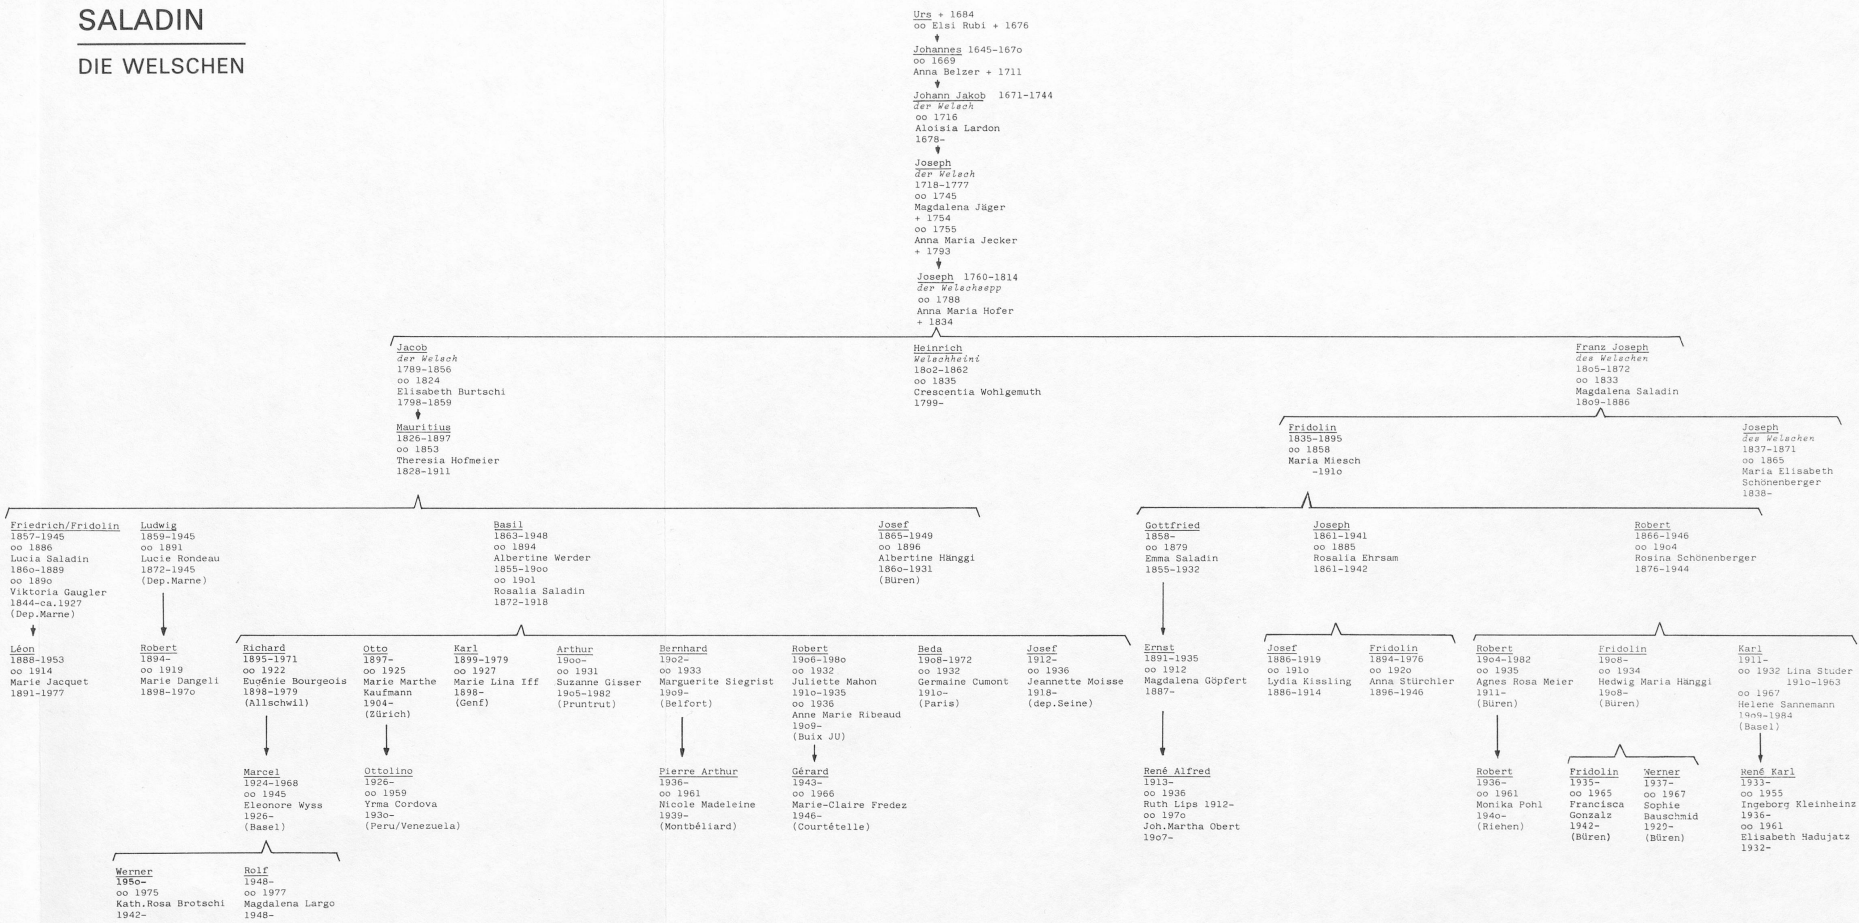 SALADIN
DIE WELSCHEN
Urs + 1684
oo Elsi Rubi + 1676
Johannes 1645-167o
oo 1669
Anna Belzer + 1711
Johann Jakob 1671-1744
der Welsch
oo 1716
Aloisia Lardon
1678-
Joseph
der Welsch
1718-1777
oo 1745
Magdalena Jäger
+ 1754
oo 1755
Anna Maria Jecker
+ 1793
Joseph 1760-1814
der Welschsepp
oo 1788
Anna Maria Hofer
+ 1834
Jacob
der Welsch
1789-1856
oo 1824
Elisabeth Burtschi
1798-1859
Heinrich
Welschheini
18o2-1862
oo 1835
Crescentia Wohlgemuth
1799-
Franz Joseph
des Welschen
18o5-1872
oo 1833
Magdalena Saladin
18o9-1886
Mauritius
1826-1897
oo 1853
Theresia Hofmeier
1828-1911
Fridolin
1835-1895
oo 1858
Maria Miesch
-191o
Joseph
des Welschen
1837-1871
oo 1865
Maria Elisabeth
Schönenberger
1838-
Friedrich/Fridolin
1857-1945
oo 1886
Lucia Saladin
186o-1889
oo 189o
Viktoria Gaugler
1844-ca.1927
(Dep.Marne)
Ludwig
1859-1945
oo 1891
Lucie Rondeau
1872-1945
(Dep.Marne)
Basil
1863-1948
oo 1894
Albertine Werder
1855-19oo
oo 19o1
Rosalia Saladin
1872-1918
Josef
1865-1949
oo 1896
Albertine Hänggi
186o-1931
(Büren)
Gottfried
1858-
oo 1879
Emma Saladin
1855-1932
Joseph
1861-1941
oo 1885
Rosalia Ehrsam
1861-1942
Robert
1866-1946
oo 19o4
Rosina Schönenberger
1876-1944
Léon
1888-1953
oo 1914
Marie Jacquet
1891-1977
Robert
1894-
oo 1919
Marie Dangeli
1898-197o
Richard
1895-1971
oo 1922
Eugênie Bourgeois
1898-1979
(Allschwil)
Otto
1897-
oo 1925
Marie Marthe
Kaufmann
1904-
(Zürich)
Karl
1899-1979
oo 1927
Marie Lina Iff
1898-
(Genf)
Arthur
19oo-
oo 1931
Suzanne Gisser
19o5-1982
(Pruntrut)
Bernhard
19o2-
oo 1933
Marguerite Siegrist
19o9-
(Belfort)
Robert
19o6-198o
oo 1932
Juliette Mahon
191o-1935
oo 1936
Anne Marie Ribeaud
19o9-
(Buix JU)
Beda
19o8-1972
oo 1932
Germaine Cumont
191o-
(Paris)
Josef
1912-
oo 1936
Jeannette Moisse
1918-
(dep.Seine)
Ernst
1891-1935
oo 1912
Magdalena Göpfert
1887-
Josef
1886-1919
oo 191o
Lydia Kissling
1886-1914
Fridolin
1894-1976
oo 192o
Anna Stürchler
1896-1946
Robert
19o4-1982
oo 1935
Agnes Rosa Meier
1911-
(Büren)
Fridolin
19o8-
oo 1934
Hedwig Maria Hänggi
19o8-
(Büren)
Karl
1911-
oo 1932 Lina Studer
191o-1963
oo 1967
Helene Sannemann
19o9-1984
(Basel)
Marcel
1924-1968
oo 1945
Eleonore Wyss
1926-
(Basel)
Ottolino
1926-
oo 1959
Yrma Cordova
193o-
(Peru/Venezuela)
Pierre Arthur
1936-
oo 1961
Nicole Madeleine
1939-
(Montbéliard)
Gérard
1943-
oo 1966
Marie-Claire Fredez
1946-
(Courtételle)
René Alfred
1913-
oo 1936
Ruth Lips 1912-
oo 197o
Joh.Martha Obert
19o7-
Robert
1936-
oo 1961
Monika Pohl
194o-
(Riehen)
Fridolin
1935-
oo 1965
Francisca
Gonzalz
1942-
(Büren)
Werner
1937-
oo 1967
Sophie
Bauschmid
1929-
(Büren)
René Karl
1933-
oo 1955
Ingeborg Kleinheinz
1936-
oo 1961
Elisabeth Hadujatz
1932-
Werner
195o-
oo 1975
Kath.Rosa Brotschi
1942-
Rolf
1948-
oo 1977
Magdalena Largo
1948-